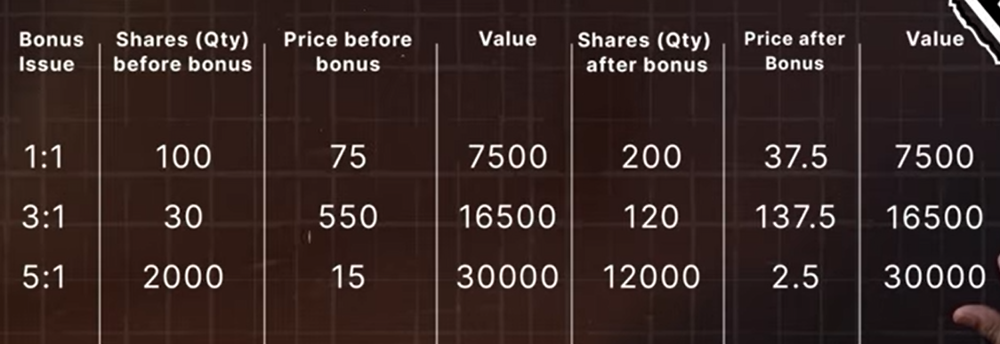 Bonus Issue | Shares (Qty) before bonus | Price before bonus | Value | Shares (Qty) after bonus | Price after Bonus | Value
1:1 | 100 | 75 | 7500 | 200 | 37.5 | 7500
3:1 | 30 | 550 | 16500 | 120 | 137.5 | 16500
5:1 | 2000 | 15 | 30000 | 12000 | 2.5 | 30000